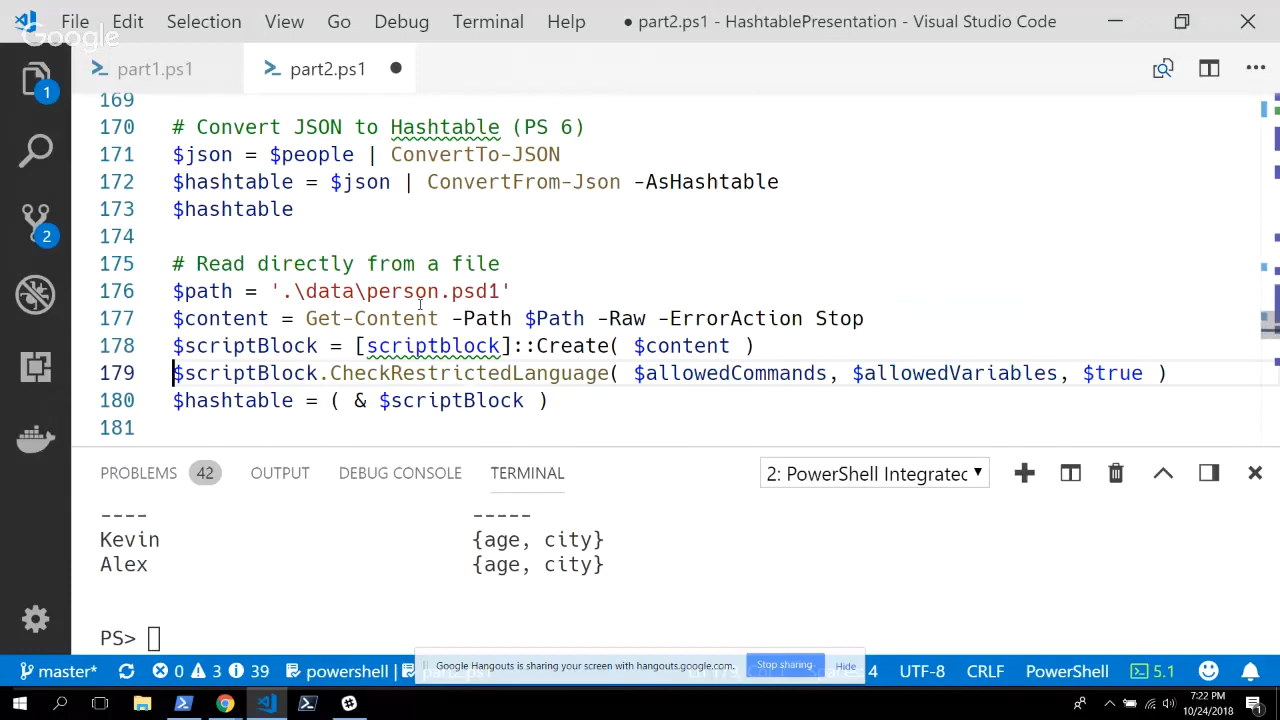 File Edit Selection View Go Debug Terminal Help ● part2.ps1 - HashtablePresentation - Visual Studio Code
Google
part1.ps1 part2.ps1
1
169
170 # Convert JSON to Hashtable (PS 6)
171 $json = $people | ConvertTo-JSON
172 $hashtable = $json | ConvertFrom-Json -AsHashtable
173 $hashtable
174
2
175 # Read directly from a file
176 $path = '.\data\person.psd1'
177 $content = Get-Content -Path $Path -Raw -ErrorAction Stop
178 $scriptBlock = [scriptblock]::Create( $content )
179 $scriptBlock.CheckRestrictedLanguage( $allowedCommands, $allowedVariables, $true )
180 $hashtable = ( & $scriptBlock )
181
PROBLEMS 42 OUTPUT DEBUG CONSOLE TERMINAL 2: PowerShell Integrated
---- -----
Kevin {age, city}
Alex {age, city}
PS>
Google Hangouts is sharing your screen with hangouts.google.com. Stop sharing Hide
master* 0 3 39 powershell 4 UTF-8 CRLF PowerShell 5.1
7:22 PM
10/24/2018
1